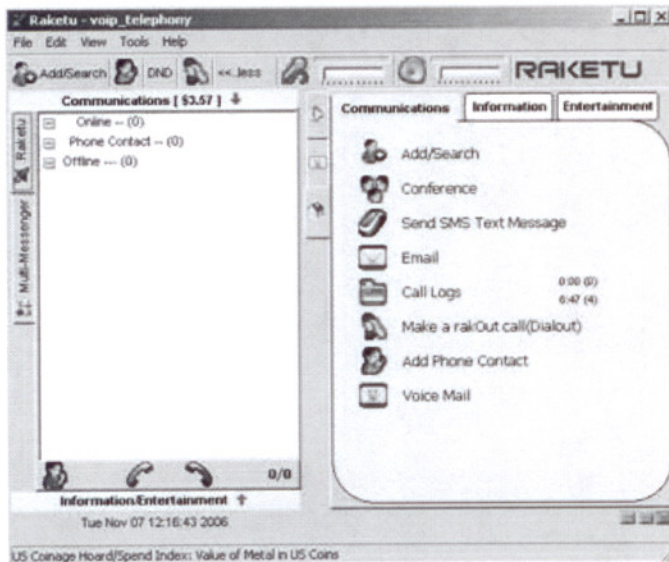 Raketu - voip_telephony
File Edit View Tools Help
Add/Search DND <<..less RAKETU
Communications [ $3.57 ]
Online -- (0)
Phone Contact -- (0)
Offline --- (0)
Raketu
Multi-Messenger
0/0
Information/Entertainment
Tue Nov 07 12:16:43 2006
Communications Information Entertainment
Add/Search
Conference
Send SMS Text Message
Email
Call Logs 0:00 (0)
6:47 (4)
Make a rakOut call(Dialout)
Add Phone Contact
Voice Mail
US Coinage Hoard/Spend Index: Value of Metal in US Coins